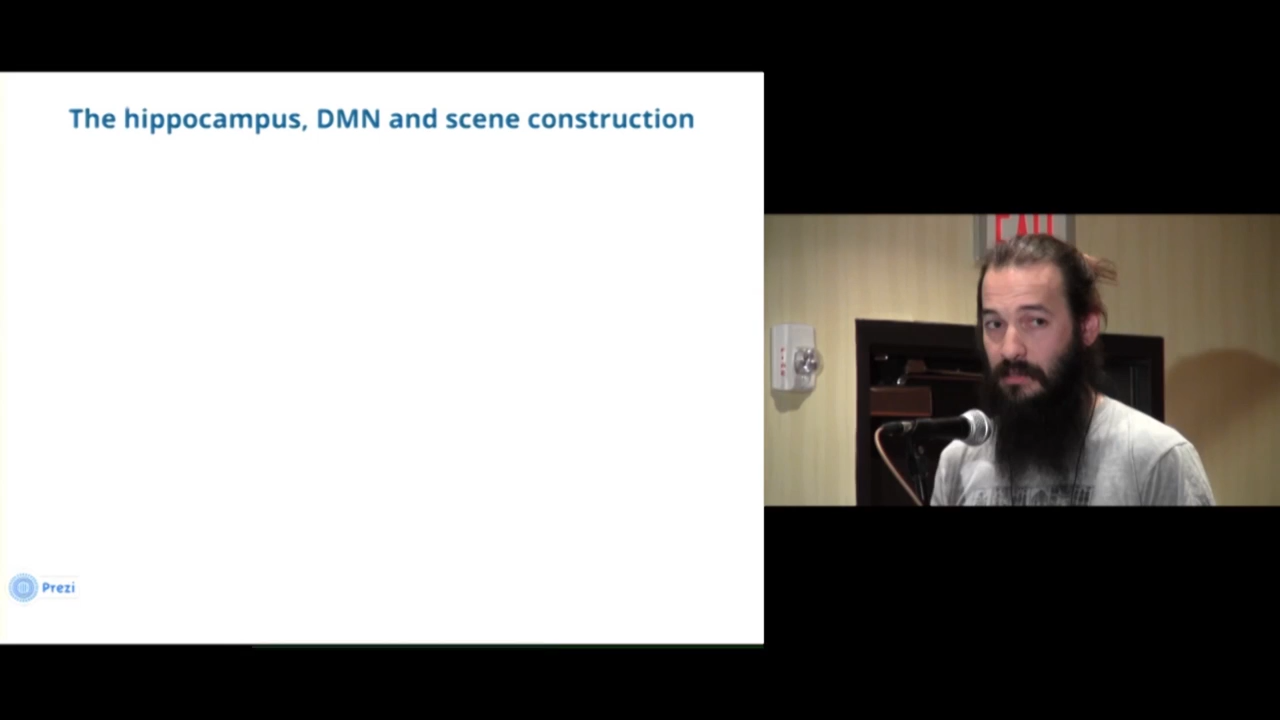 The hippocampus, DMN and scene construction
EXIT
Prezi